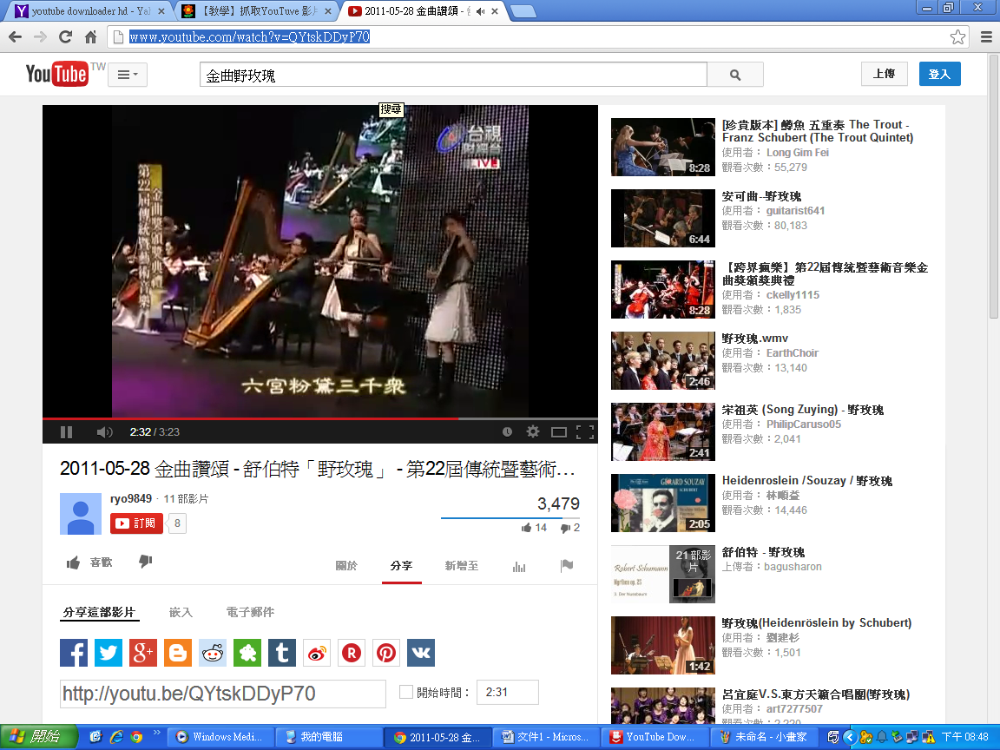 youtube downloader hd - Ya
【教學】抓取YouTuve 影片
2011-05-28 金曲讚頌 - 舒
www.youtube.com/watch?v=QYtskDDyP70
YouTube TW
金曲野玫瑰
上傳
登入
搜尋
台視
財經台
LIVE
第22屆傳統暨藝術音樂
金曲獎頒獎典禮
六宮粉黛三千衆
2:32 / 3:23
2011-05-28 金曲讚頌 - 舒伯特「野玫瑰」 - 第22屆傳統暨藝術…
ryo9849 · 11 部影片
訂閱 8
3,479
14 2
喜歡
關於
分享
新增至
分享這部影片
嵌入
電子郵件
http://youtu.be/QYtskDDyP70
開始時間：
2:31
[珍貴版本] 鱒魚 五重奏 The Trout -
Franz Schubert (The Trout Quintet)
使用者： Long Gim Fei
觀看次數：55,279
8:28
安可曲--野玫瑰
使用者： guitarist641
觀看次數：80,183
6:44
【跨界瘋樂】第22屆傳統暨藝術音樂金
曲獎頒獎典禮
使用者： ckelly1115
觀看次數：1,835
8:28
野玫瑰.wmv
使用者： EarthChoir
觀看次數：13,140
2:46
宋祖英 (Song Zuying) - 野玫瑰
使用者： PhilipCaruso05
觀看次數：2,041
2:41
Heidenroslein /Souzay / 野玫瑰
使用者： 林順益
觀看次數：14,446
GERARD SOUZAY
2:05
舒伯特 - 野玫瑰
上傳者：bagusharon
21 部影
片
Robert Schumann
Myrthen op. 25
3. Der Nussbaum
野玫瑰(Heidenröslein by Schubert)
使用者： 劉建杉
觀看次數：1,501
1:42
呂宜庭V.S.東方天籟合唱團(野玫瑰)
使用者： art7277507
觀看次數：2,220
開始
Windows Medi...
我的電腦
2011-05-28 金...
文件1 - Micros...
YouTube Dow...
未命名 - 小畫家
下午 08:48